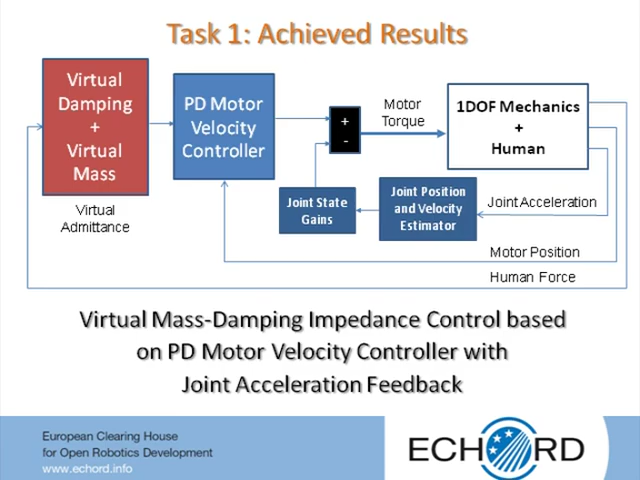 Task 1: Achieved Results
Virtual
Damping
+
Virtual
Mass
PD Motor
Velocity
Controller
+
-
Motor
Torque
1DOF Mechanics
+
Human
Virtual
Admittance
Joint State
Gains
Joint Position
and Velocity
Estimator
Joint Acceleration
Motor Position
Human Force
Virtual Mass-Damping Impedance Control based
on PD Motor Velocity Controller with
Joint Acceleration Feedback
European Clearing House
for Open Robotics Development
www.echord.info
ECHORD